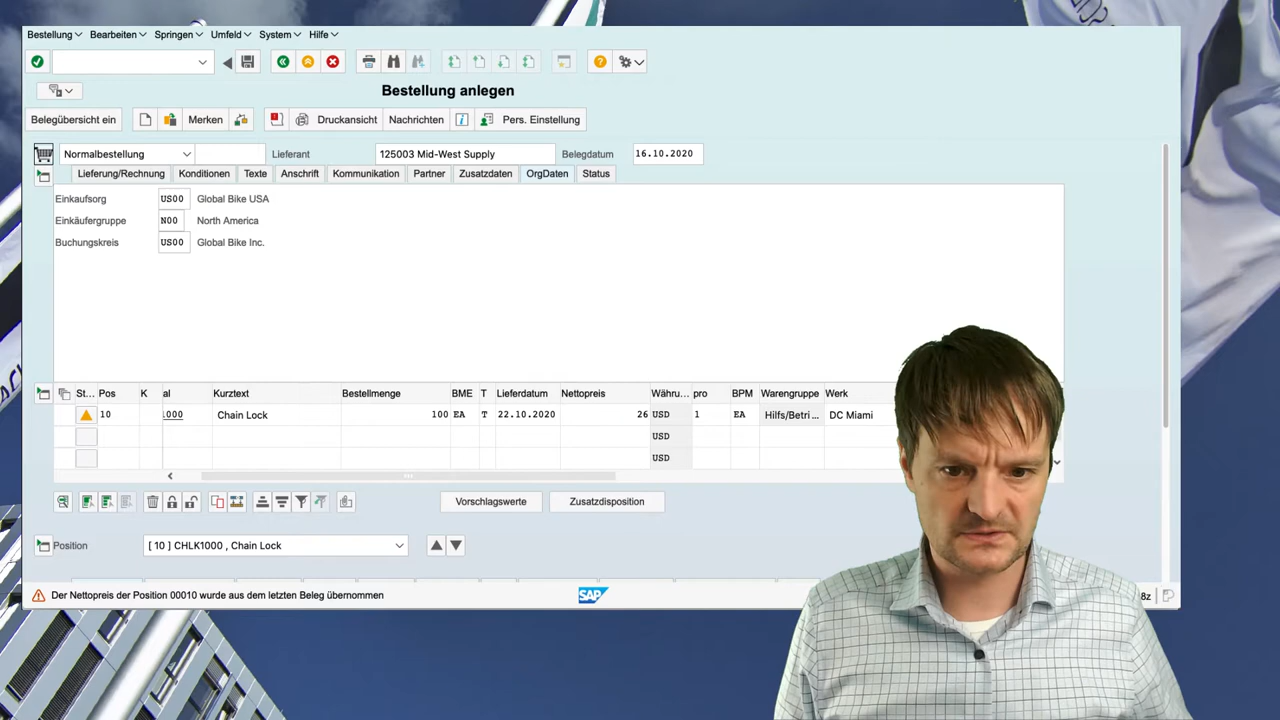 Bestellung Bearbeiten Springen Umfeld System Hilfe
Bestellung anlegen
Belegübersicht ein Merken Druckansicht Nachrichten Pers. Einstellung
Normalbestellung Lieferant 125003 Mid-West Supply Belegdatum 16.10.2020
Lieferung/Rechnung Konditionen Texte Anschrift Kommunikation Partner Zusatzdaten OrgDaten Status
Einkaufsorg US00 Global Bike USA
Einkäufergruppe N00 North America
Buchungskreis US00 Global Bike Inc.
St... Pos K al Kurztext Bestellmenge BME T Lieferdatum Nettopreis Währu... pro BPM Warengruppe Werk
10 1000 Chain Lock 100 EA T 22.10.2020 26 USD 1 EA Hilfs/Betri... DC Miami
USD
USD
Vorschlagswerte Zusatzdisposition
Position [ 10 ] CHLK1000 , Chain Lock
Der Nettopreis der Position 00010 wurde aus dem letzten Beleg übernommen SAP 8z